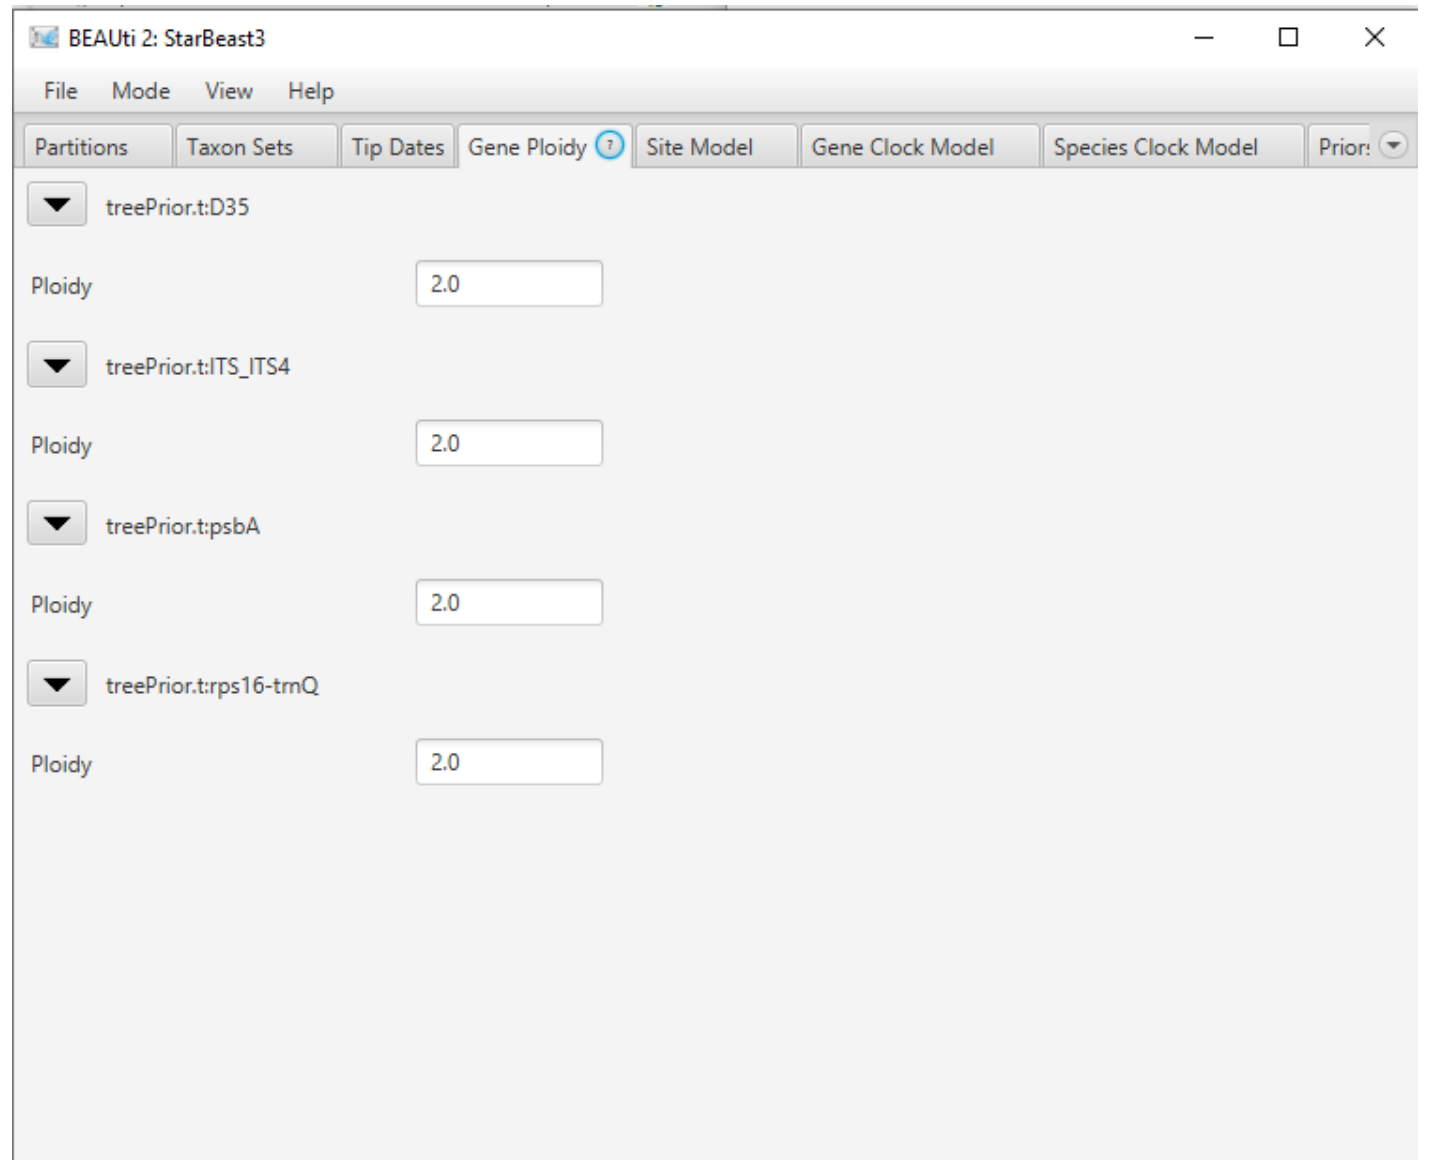 BEAUti 2: StarBeast3
File Mode View Help
Partitions Taxon Sets Tip Dates Gene Ploidy ? Site Model Gene Clock Model Species Clock Model Prior
treePrior.t:D35
Ploidy 2.0
treePrior.t:ITS_ITS4
Ploidy 2.0
treePrior.t:psbA
Ploidy 2.0
treePrior.t:rps16-trnQ
Ploidy 2.0